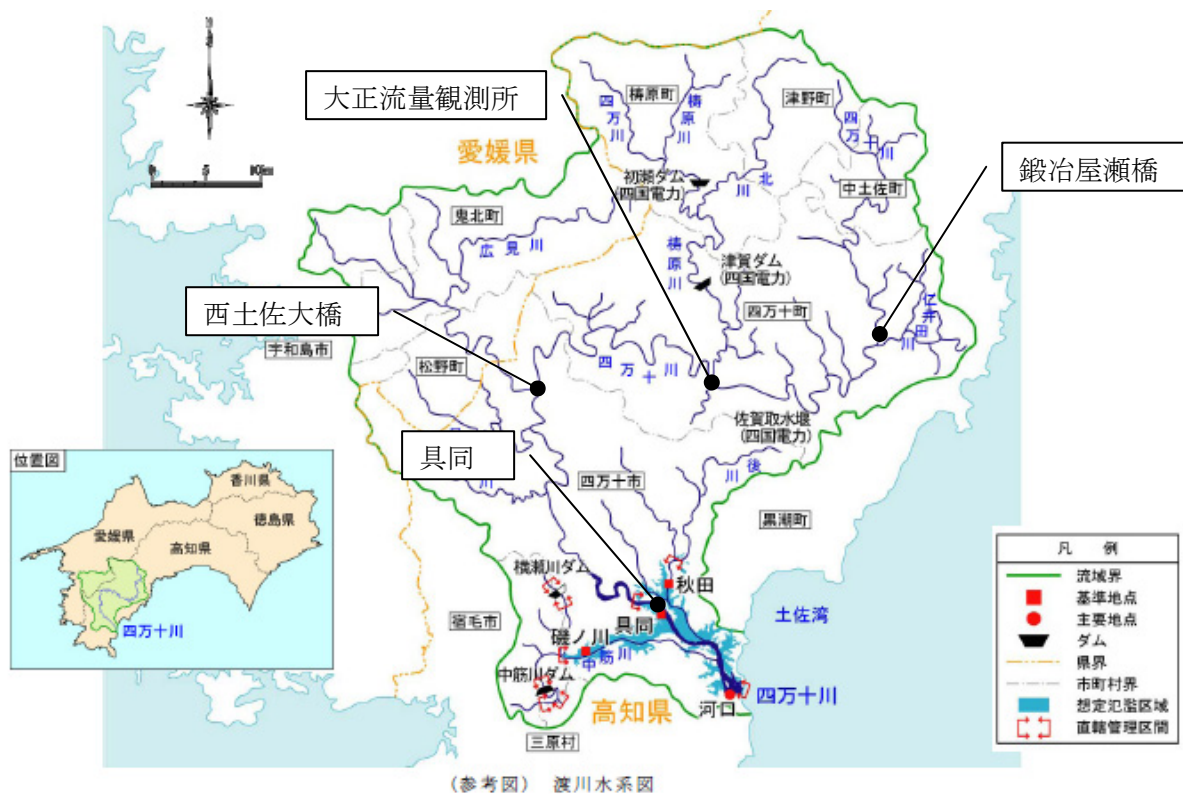 大正流量観測所
鍛冶屋瀬橋
西土佐大橋
具同
愛媛県
梼原町
津野町
四万川
梼原川
四万十川
初瀬ダム
(四国電力)
北川
中土佐町
鬼北町
広見川
梼原川
津賀ダム
(四国電力)
四万十町
仁井田川
宇和島市
松野町
四万十川
佐賀取水堰
(四国電力)
後川
四万十市
黒潮町
川
位置図
香川県
徳島県
愛媛県
高知県
四万十川
横瀬川ダム
秋田
宿毛市
具同
磯ノ川
中筋川
中筋川ダム
土佐湾
四万十川
河口
高知県
三原村
凡 例
流域界
基準地点
主要地点
ダム
県界
市町村界
想定氾濫区域
直轄管理区間
(参考図) 渡川水系図